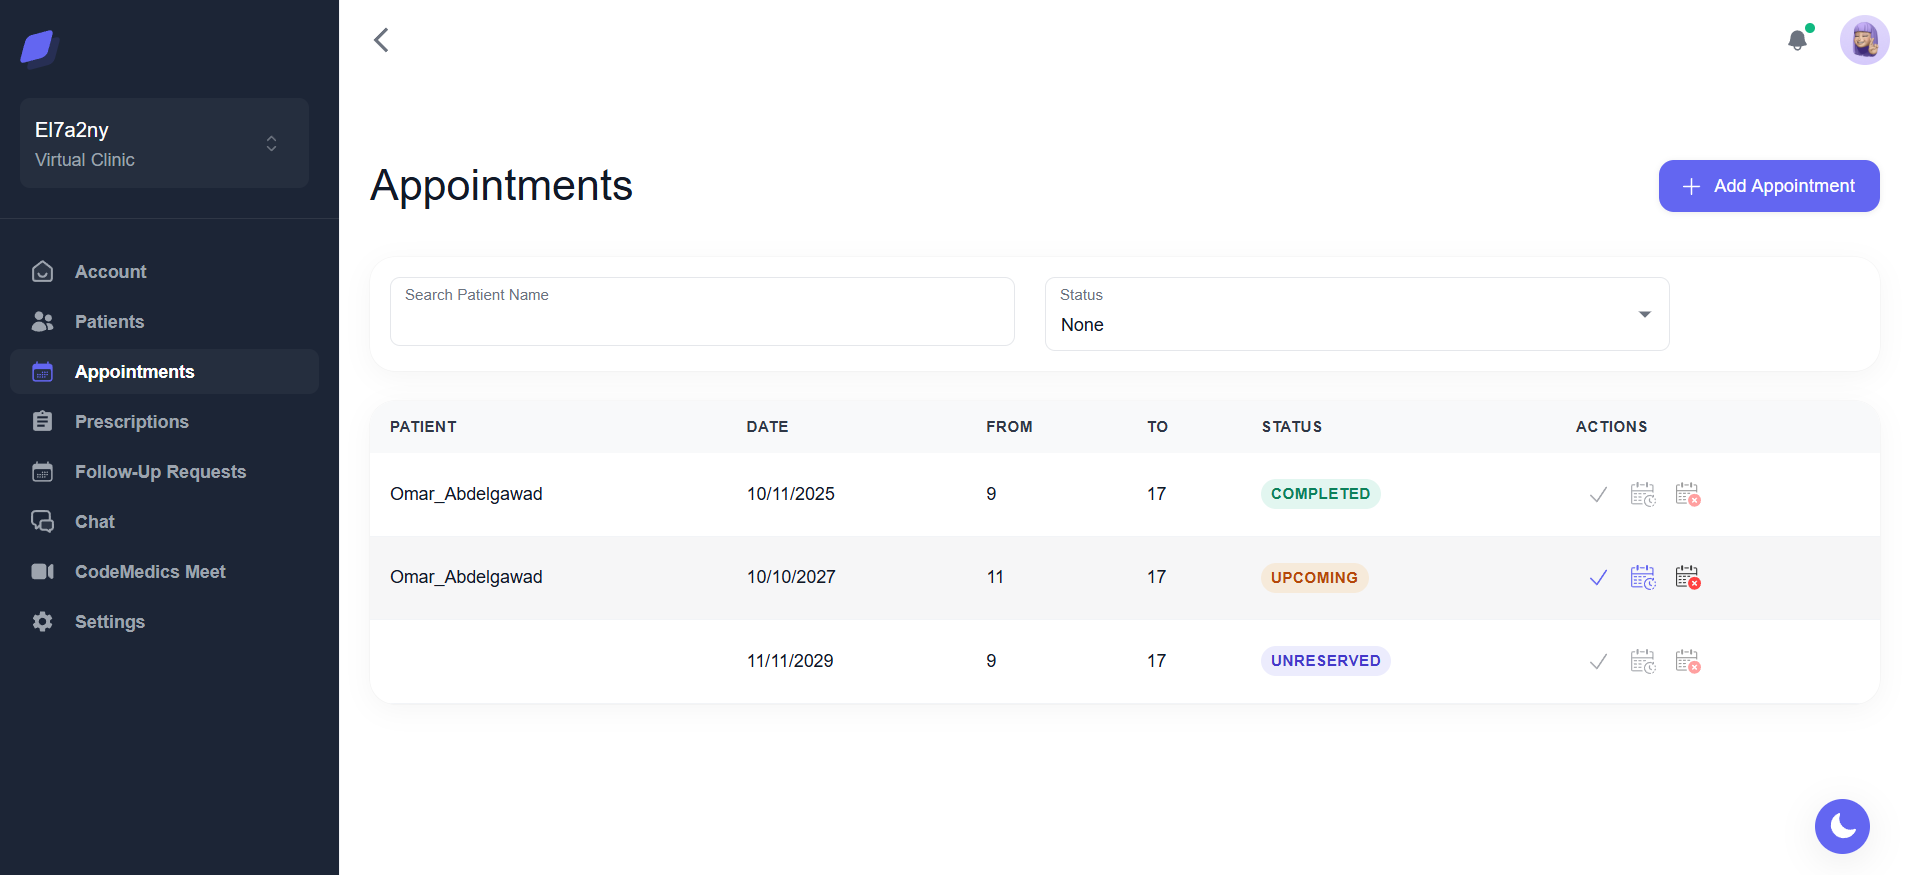 El7a2ny
Virtual Clinic
Account
Patients
Appointments
Prescriptions
Follow-Up Requests
Chat
CodeMedics Meet
Settings
Appointments
Add Appointment
Search Patient Name
Status
None
PATIENT DATE FROM TO STATUS ACTIONS
Omar_Abdelgawad 10/11/2025 9 17 COMPLETED
Omar_Abdelgawad 10/10/2027 11 17 UPCOMING
11/11/2029 9 17 UNRESERVED